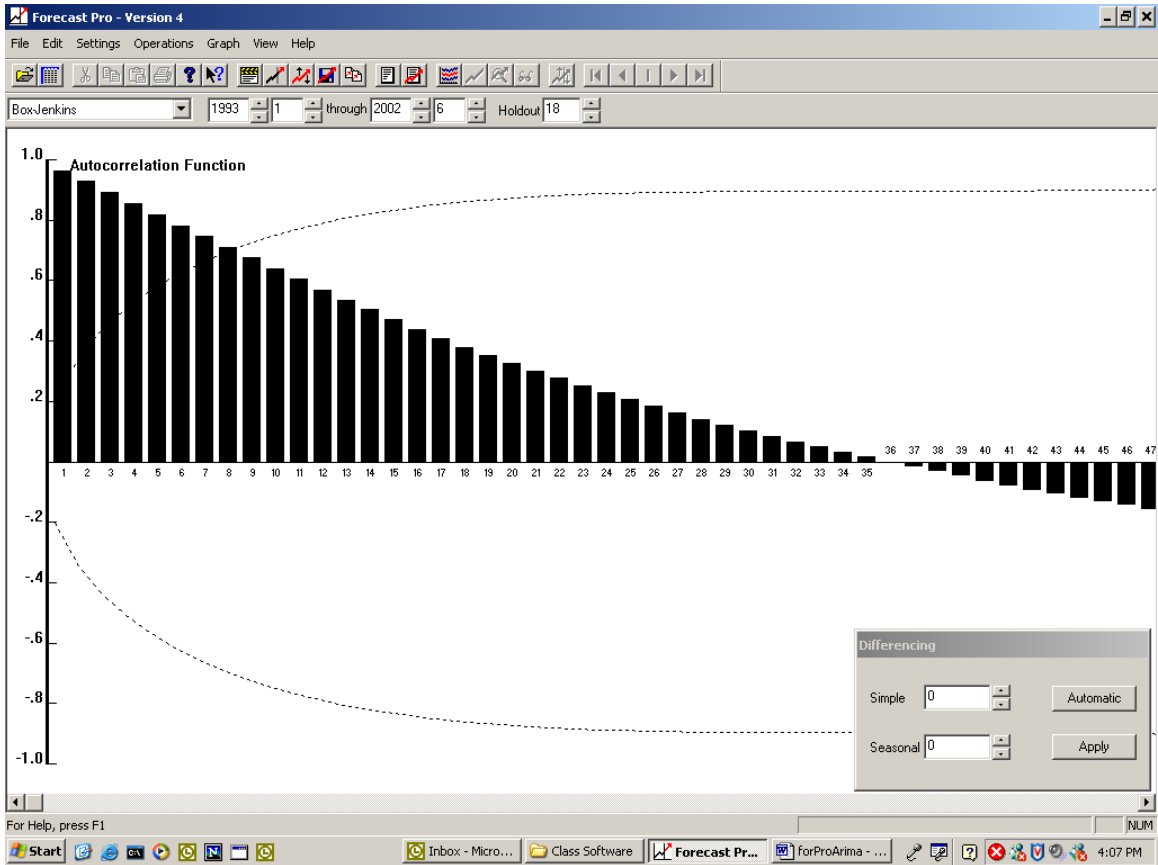 Forecast Pro - Version 4
File Edit Settings Operations Graph View Help
Box-Jenkins 1993 1 through 2002 6 Holdout 18
Autocorrelation Function
1.0
.8
.6
.4
.2
-.2
-.4
-.6
-.8
-1.0
1 2 3 4 5 6 7 8 9 10 11 12 13 14 15 16 17 18 19 20 21 22 23 24 25 26 27 28 29 30 31 32 33 34 35
36 37 38 39 40 41 42 43 44 45 46 47
Differencing
Simple 0 Automatic
Seasonal 0 Apply
For Help, press F1 NUM
Start Inbox - Micro... Class Software Forecast Pr... forProArima - ... 4:07 PM